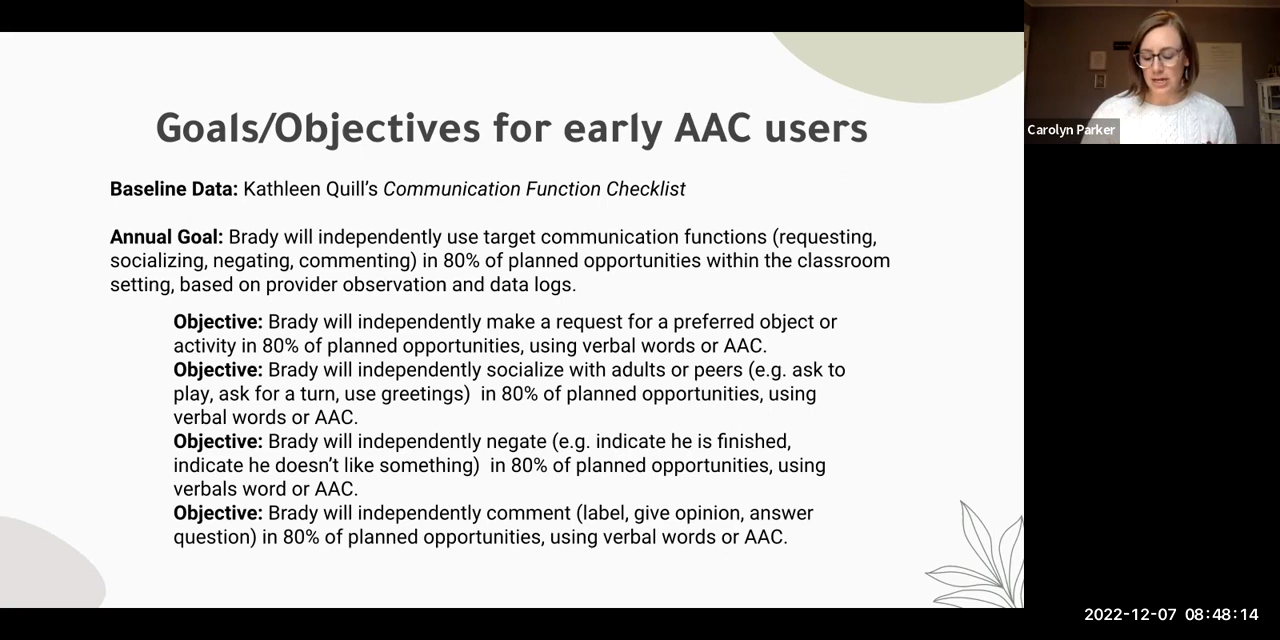 Goals/Objectives for early AAC users
Baseline Data: Kathleen Quill's Communication Function Checklist
Annual Goal: Brady will independently use target communication functions (requesting,
socializing, negating, commenting) in 80% of planned opportunities within the classroom
setting, based on provider observation and data logs.
Objective: Brady will independently make a request for a preferred object or
activity in 80% of planned opportunities, using verbal words or AAC.
Objective: Brady will independently socialize with adults or peers (e.g. ask to
play, ask for a turn, use greetings)  in 80% of planned opportunities, using
verbal words or AAC.
Objective: Brady will independently negate (e.g. indicate he is finished,
indicate he doesn't like something)  in 80% of planned opportunities, using
verbals word or AAC.
Objective: Brady will independently comment (label, give opinion, answer
question) in 80% of planned opportunities, using verbal words or AAC.
Carolyn Parker
2022-12-07 08:48:14